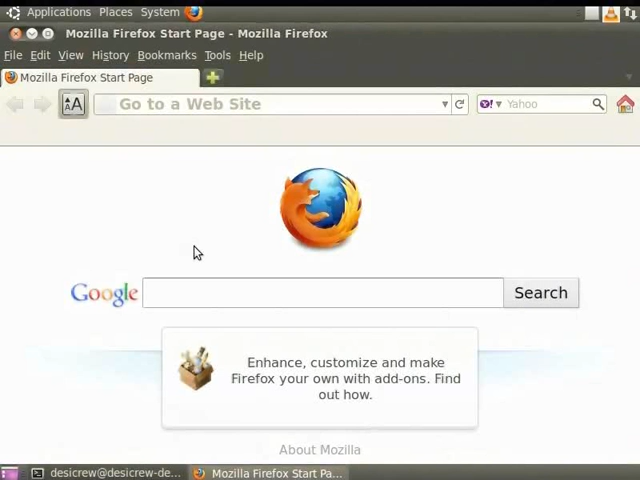 Applications Places System
Mozilla Firefox Start Page - Mozilla Firefox
File Edit View History Bookmarks Tools Help
Mozilla Firefox Start Page
A A Go to a Web Site Y! Yahoo
Google Search
Enhance, customize and make
Firefox your own with add-ons. Find
out how.
About Mozilla
desicrew@desicrew-de... Mozilla Firefox Start Pa...